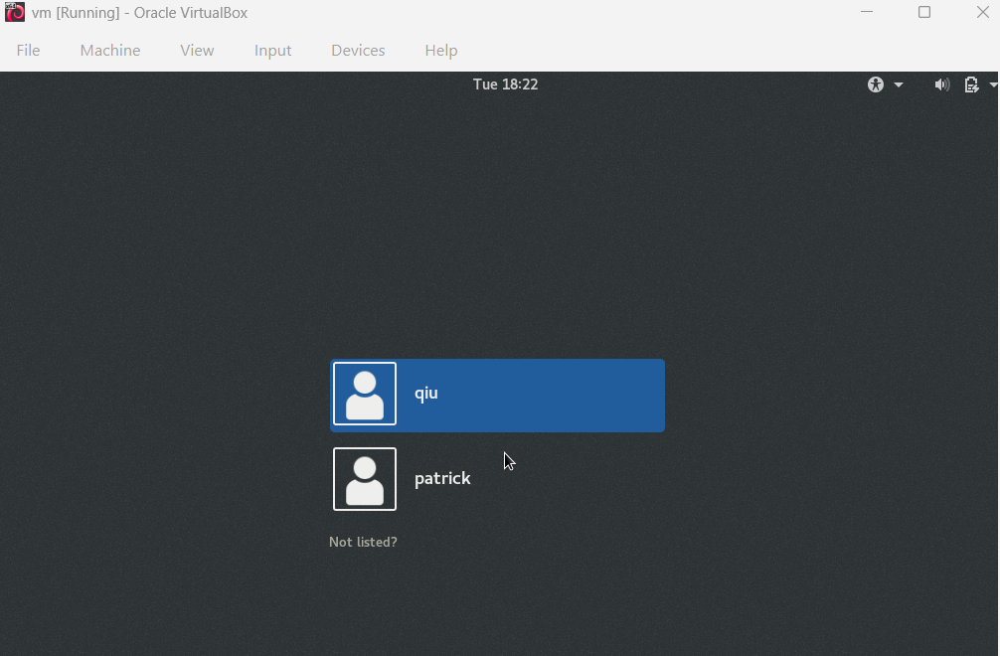 vm [Running] - Oracle VirtualBox
File Machine View Input Devices Help
Tue 18:22
qiu
patrick
Not listed?